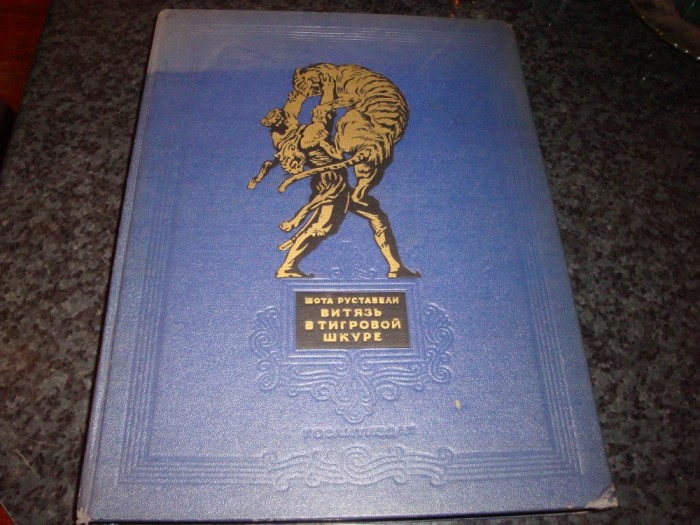 ШОТА РУСТАВЕЛИ
ВИТЯЗЬ
В ТИГРОВОЙ
ШКУРЕ
ГОСЛИТИЗДАТ